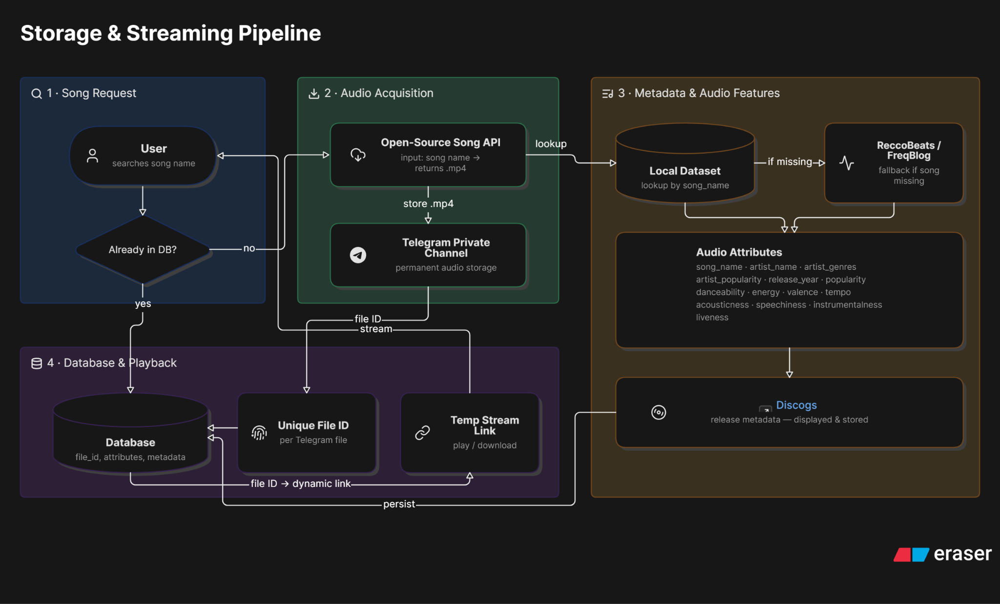 Storage & Streaming Pipeline
1 · Song Request
User
searches song name
Already in DB?
no
yes
2 · Audio Acquisition
Open-Source Song API
input: song name →
returns .mp4
store .mp4
Telegram Private
Channel
permanent audio storage
lookup
file ID
stream
3 · Metadata & Audio Features
Local Dataset
lookup by song_name
if missing
ReccoBeats /
FreqBlog
fallback if song
missing
Audio Attributes
song_name · artist_name · artist_genres
artist_popularity · release_year · popularity
danceability · energy · valence · tempo
acousticness · speechiness · instrumentalness
liveness
Discogs
release metadata — displayed & stored
4 · Database & Playback
Database
file_id, attributes, metadata
Unique File ID
per Telegram file
Temp Stream
Link
play / download
file ID → dynamic link
persist
eraser